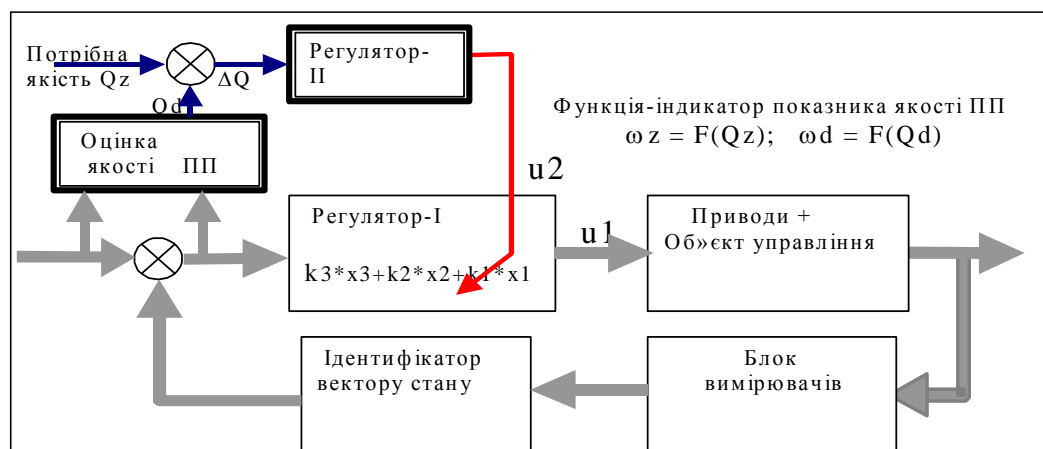 Потрібна
якість Qz
ΔQ
Регулятор-
II
Qd
Функція-індикатор показника якості ПП
ωz = F(Qz); ωd = F(Qd)
Оцінка
якості ПП
u2
Регулятор-I
k3*x3+k2*x2+k1*x1
u1
Приводи +
Об»єкт управління
Ідентифікатор
вектору стану
Блок
вимірювачів